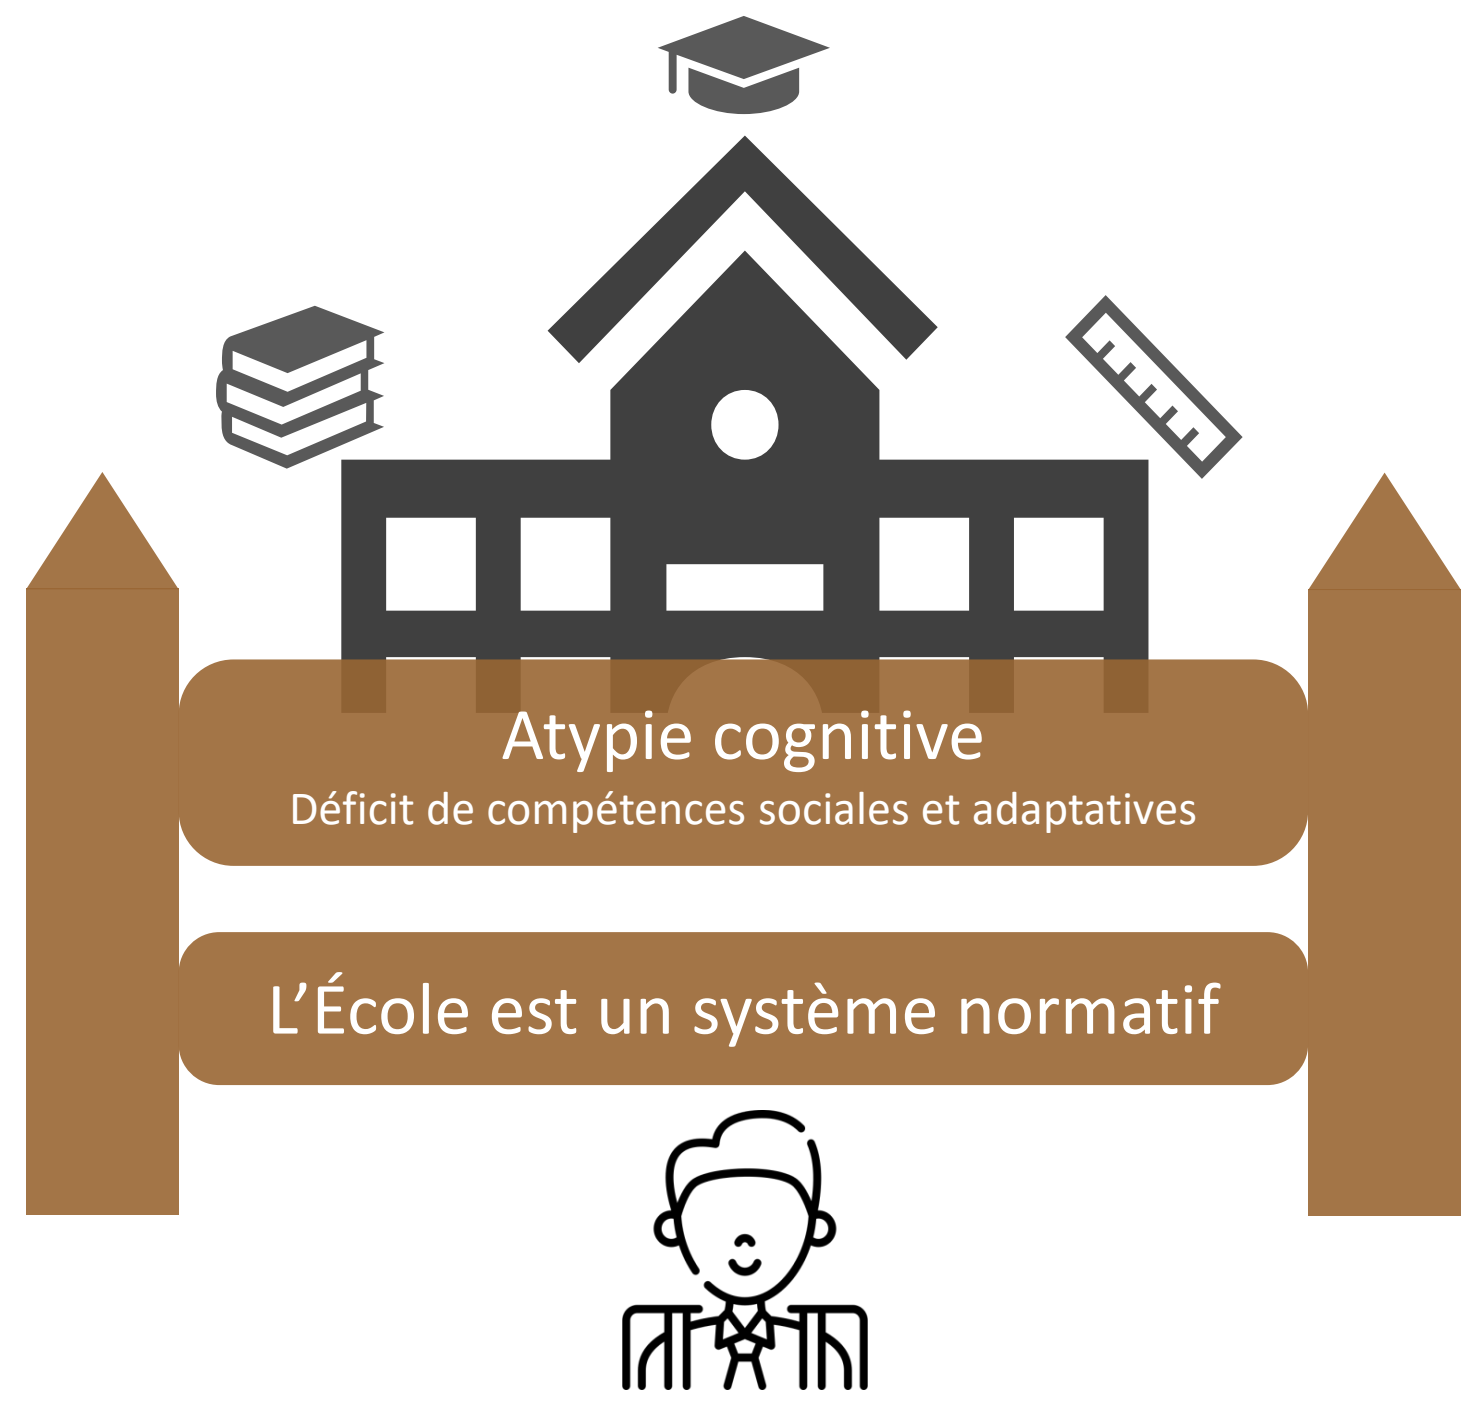 Atypie cognitive
Déficit de compétences sociales et adaptatives
L’École est un système normatif